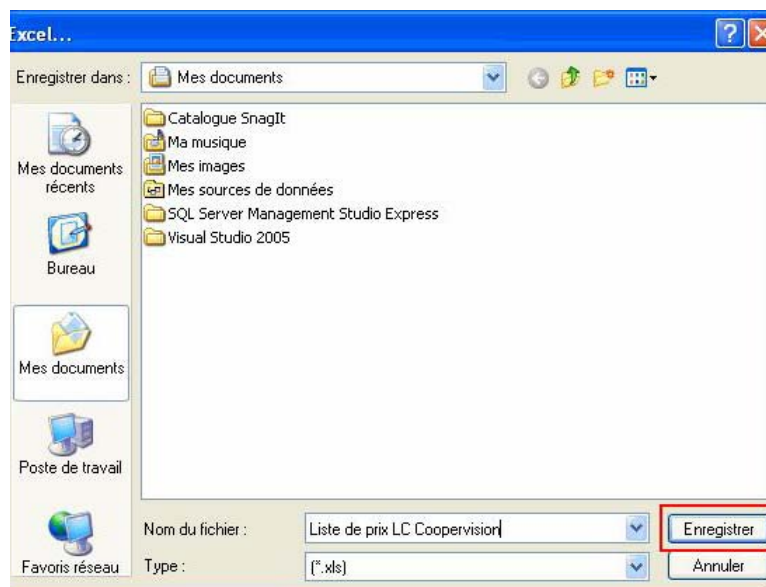 Excel...
Enregistrer dans :
Mes documents
Catalogue SnagIt
Ma musique
Mes images
Mes sources de données
SQL Server Management Studio Express
Visual Studio 2005
Mes documents
récents
Bureau
Mes documents
Poste de travail
Favoris réseau
Nom du fichier :
Liste de prix LC Coopervision
Enregistrer
Type :
(*.xls)
Annuler